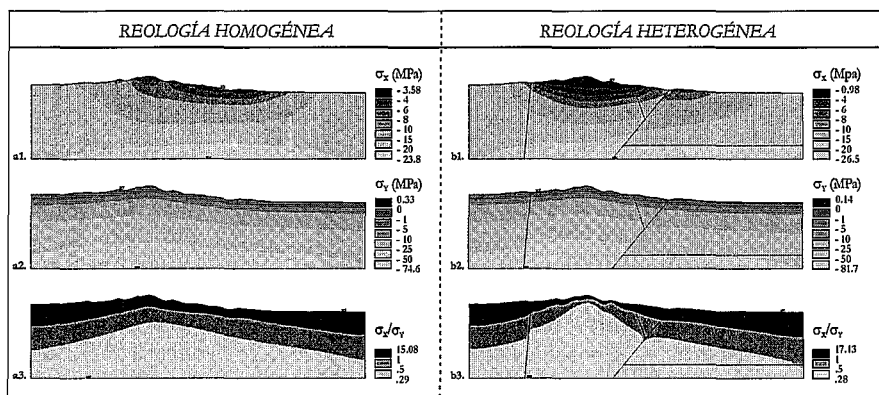 REOLOGÍA HOMOGÉNEA
REOLOGÍA HETEROGÉNEA
σX (MPa)
- 3.58
- 4
- 6
- 8
- 10
- 15
- 20
- 23.8
a1.
σX (Mpa)
- 0.98
- 4
- 6
- 8
- 10
- 15
- 20
- 26.5
b1.
σY (MPa)
0.33
0
- 1
- 5
- 10
- 25
- 50
- 74.6
a2.
σY (MPa)
0.14
0
- 1
- 5
- 10
- 25
- 50
- 81.7
b2.
σX/σY
15.08
1
.5
.29
a3.
σX/σY
17.13
1
.5
.28
b3.